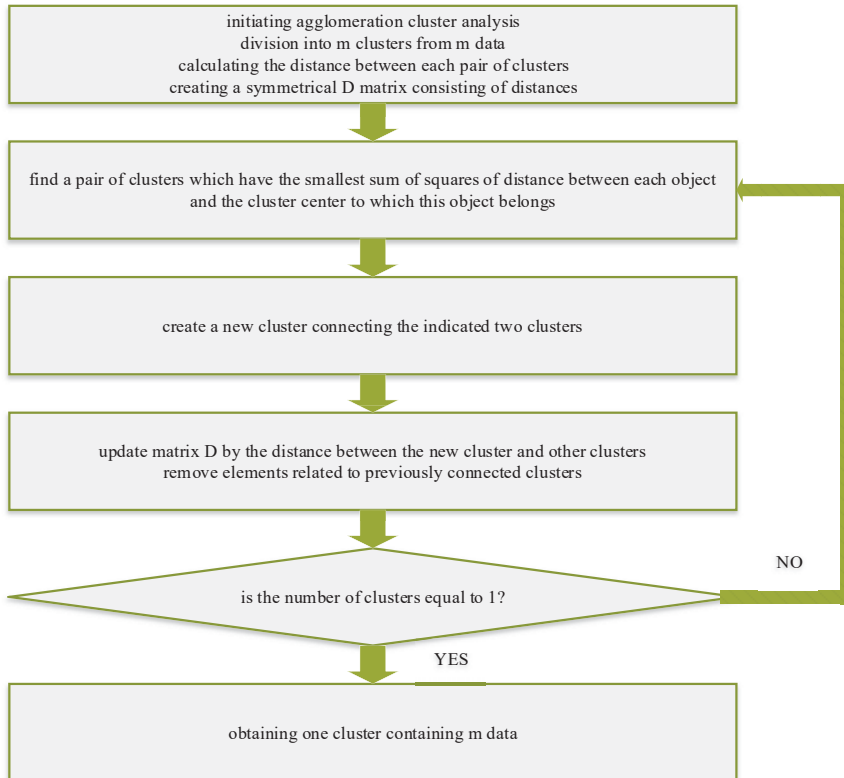 initiating agglomeration cluster analysis
division into m clusters from m data
calculating the distance between each pair of clusters
creating a symmetrical D matrix consisting of distances
find a pair of clusters which have the smallest sum of squares of distance between each object
and the cluster center to which this object belongs
create a new cluster connecting the indicated two clusters
update matrix D by the distance between the new cluster and other clusters
remove elements related to previously connected clusters
NO
is the number of clusters equal to 1?
YES
obtaining one cluster containing m data